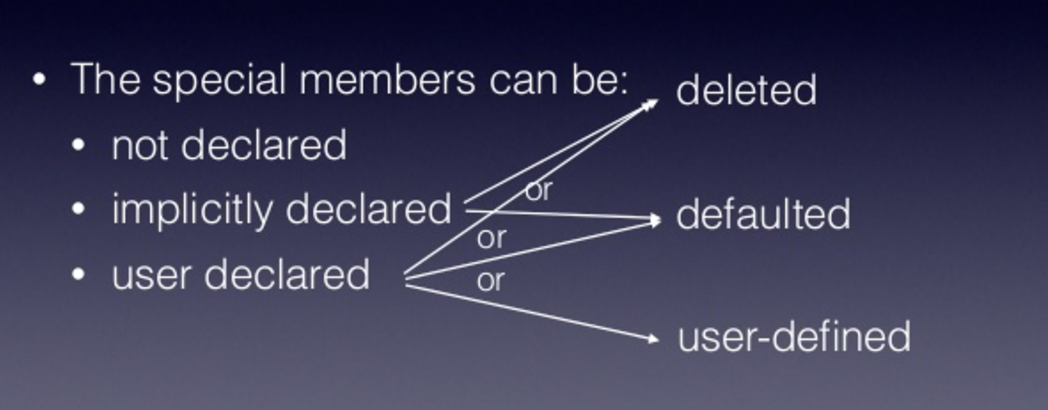 • The special members can be:
• not declared
• implicitly declared
• user declared
or
or
or
deleted
defaulted
user-defined